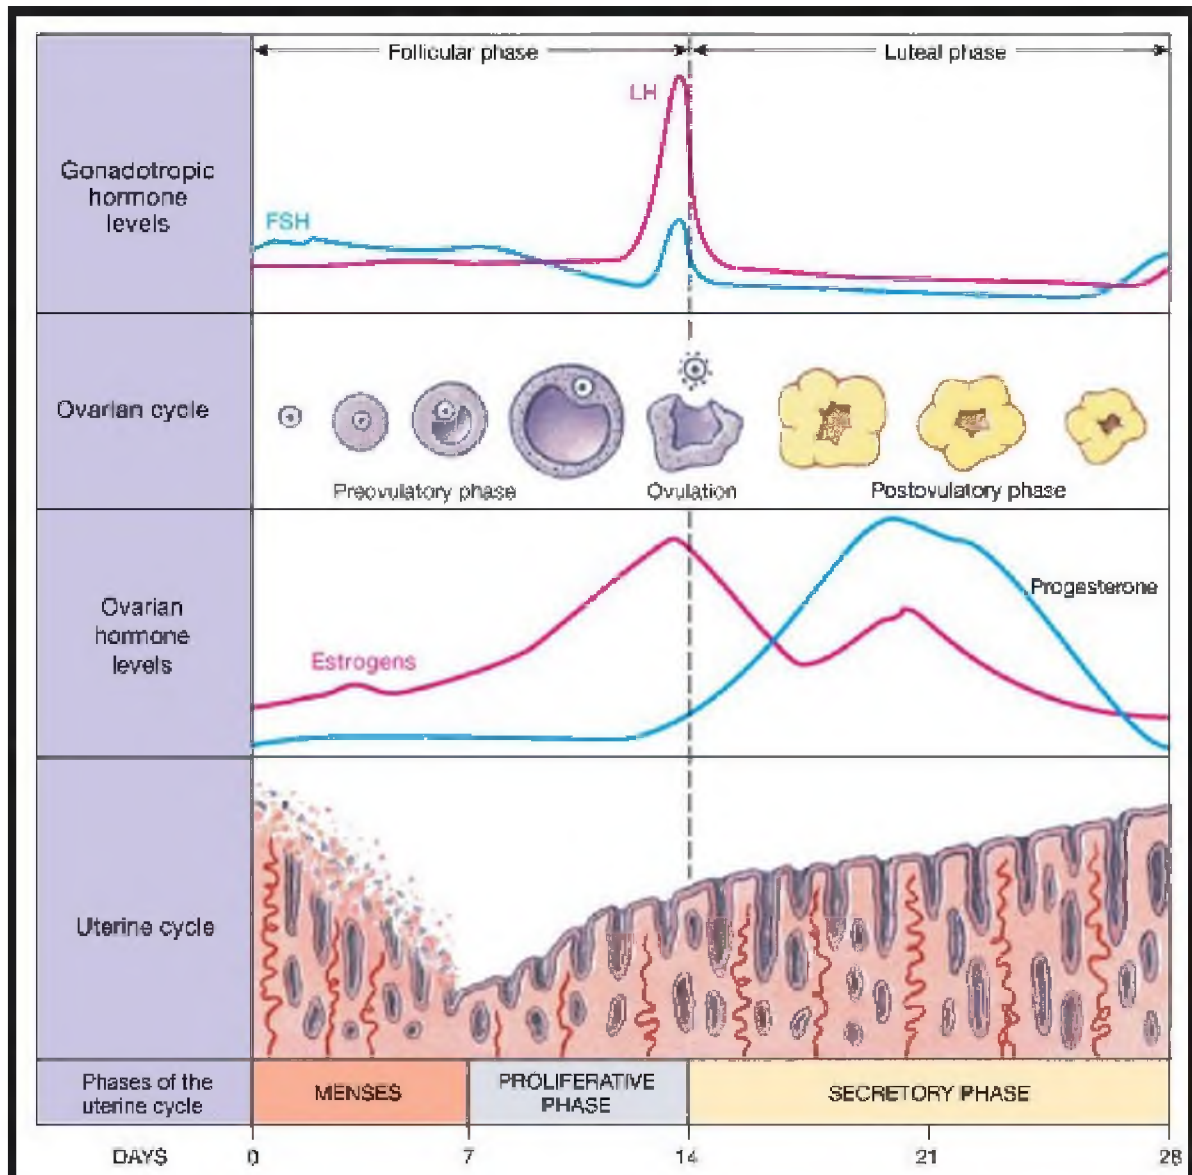 Follicular phase
Luteal phase
LH
Gonadotropic
hormone
levels
FSH
Ovarian cycle
Preovulatory phase
Ovulation
Postovulatory phase
Ovarian
hormone
levels
Estrogens
Progesterone
Uterine cycle
Phases of the
uterine cycle
MENSES
PROLIFERATIVE
PHASE
SECRETORY PHASE
DAYS 0 7 14 21 28